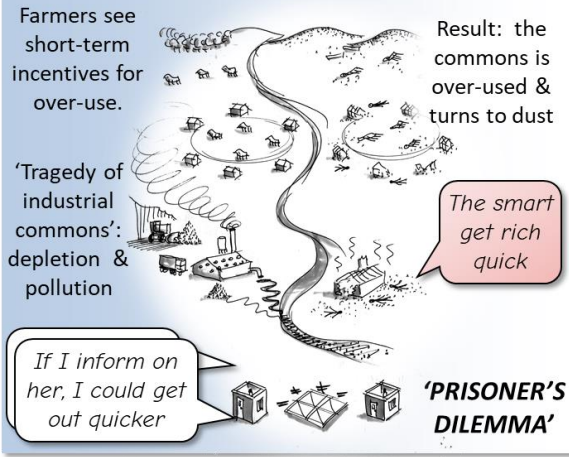 Farmers see
short-term
incentives for
over-use.
Result:  the
commons is
over-used &
turns to dust
‘Tragedy of
industrial
commons’:
depletion  &
pollution
The smart
get rich
quick
If I inform on
her, I could get
out quicker
‘PRISONER’S
DILEMMA’